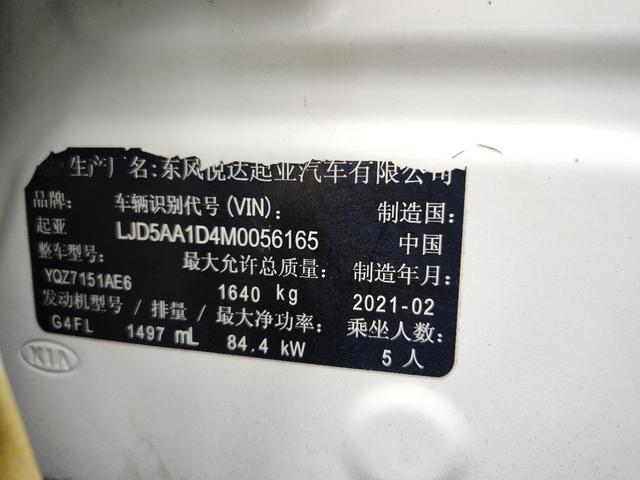 生产厂名:东风悦达起亚汽车有限公司
品牌: 车辆识别代号(VIN): 制造国:
起亚 LJD5AA1D4M0056165 中国
整车型号: 最大允许总质量: 制造年月:
YQZ7151AE6 1640 kg 2021-02
发动机型号/排量/最大净功率: 乘坐人数:
G4FL 1497 mL 84.4 kW 5人
KIA